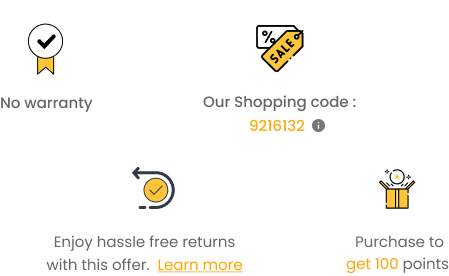 %
SALE
No warranty
Our Shopping code :
9216132
Enjoy hassle free returns
with this offer. Learn more
Purchase to
get 100 points